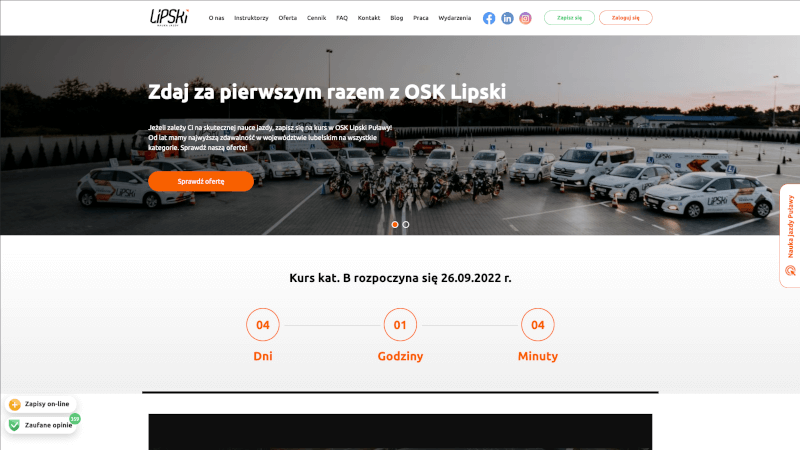 LIPSKI
NAUKA JAZDY
O nas
Instruktorzy
Oferta
Cennik
FAQ
Kontakt
Blog
Praca
Wydarzenia
Zapisz się
Zaloguj się
Zdaj za pierwszym razem z OSK Lipski
Jeżeli zależy Ci na skutecznej nauce jazdy, zapisz się na kurs w OSK Lipski Puławy!
Od lat mamy najwyższą zdawalność w województwie lubelskim na wszystkie
kategorie. Sprawdź naszą ofertę!
Sprawdź ofertę
Nauka Jazdy Puławy
Kurs kat. B rozpoczyna się 26.09.2022 r.
04
01
04
Dni
Godziny
Minuty
Zapisy on-line
Zaufane opinie